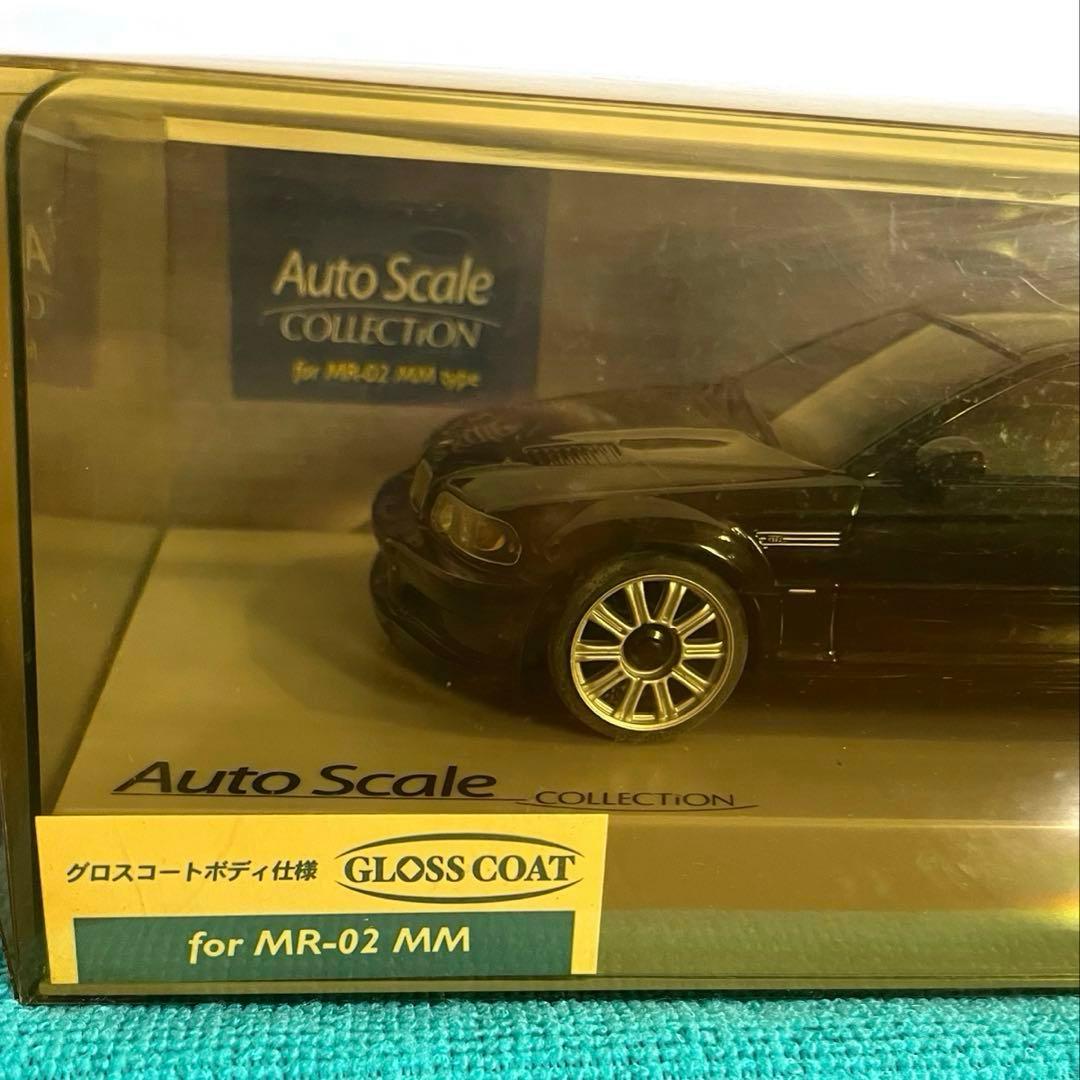 Auto Scale
COLLECTiON
for MR-02 MM type
Auto Scale
COLLECTiON
グロスコートボディ仕様 GLOSS COAT
for MR-02 MM